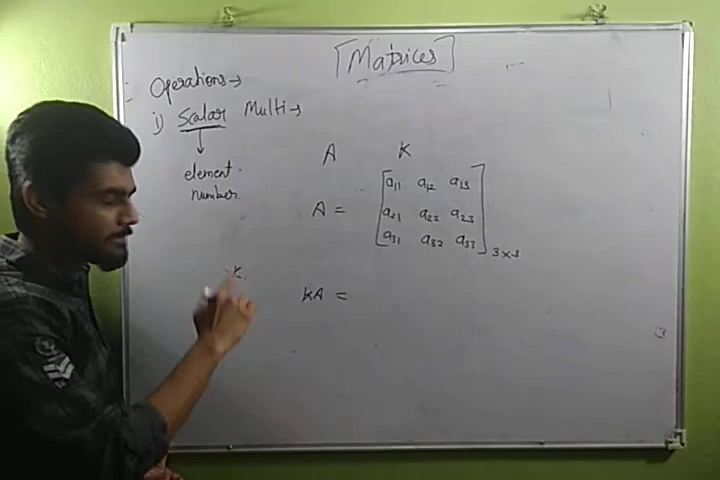 [Matrices]
Operations→
i) Scalar Multi→
element.
number.
A K
A = [a11 a12 a13
a21 a22 a23
a31 a32 a33] 3×3
K.
KA =